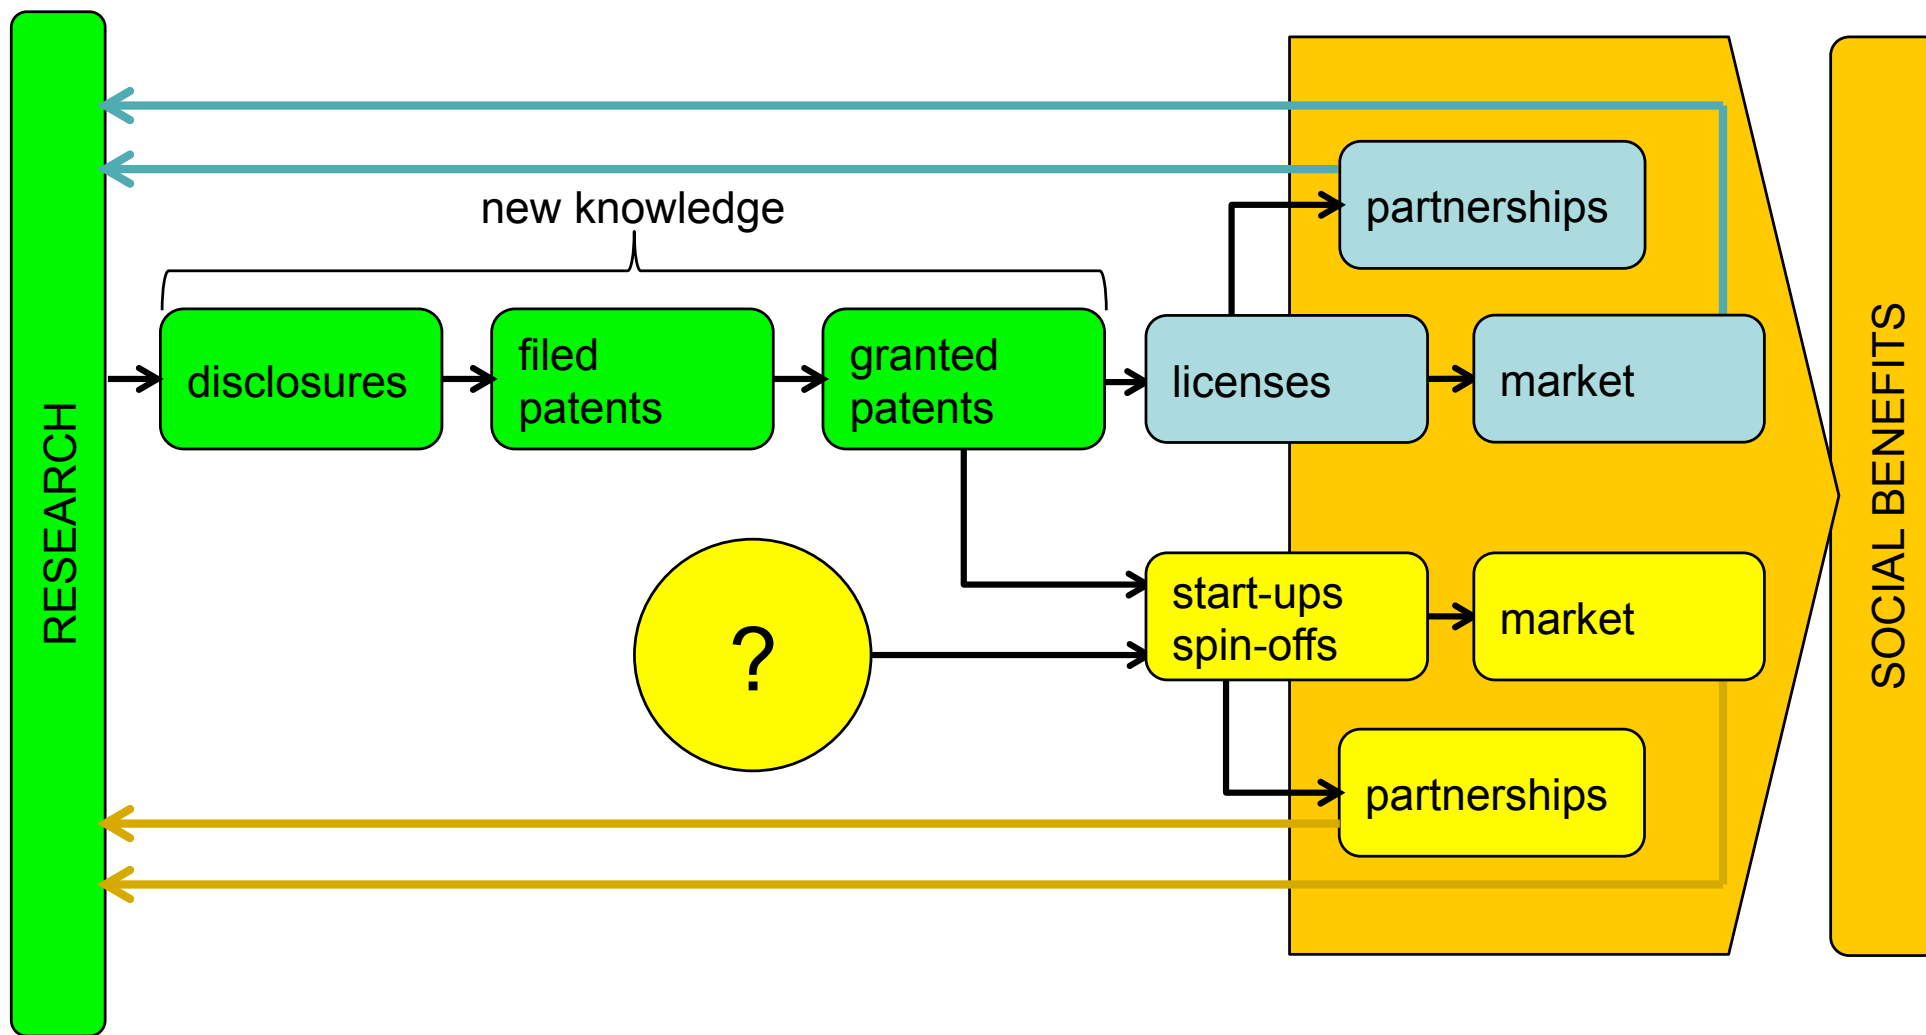 RESEARCH
new knowledge
disclosures
filed
patents
granted
patents
licenses
partnerships
market
?
start-ups
spin-offs
market
partnerships
SOCIAL BENEFITS